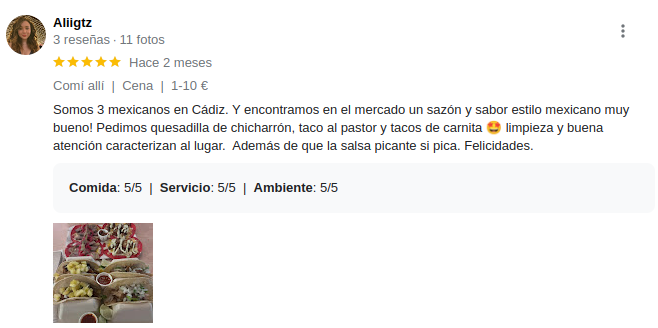 Aliigtz
3 reseñas · 11 fotos
Hace 2 meses
Comí allí | Cena | 1-10 €
Somos 3 mexicanos en Cádiz. Y encontramos en el mercado un sazón y sabor estilo mexicano muy
bueno! Pedimos quesadilla de chicharrón, taco al pastor y tacos de carnita 🤩 limpieza y buena
atención caracterizan al lugar.  Además de que la salsa picante si pica. Felicidades.
Comida: 5/5 | Servicio: 5/5 | Ambiente: 5/5